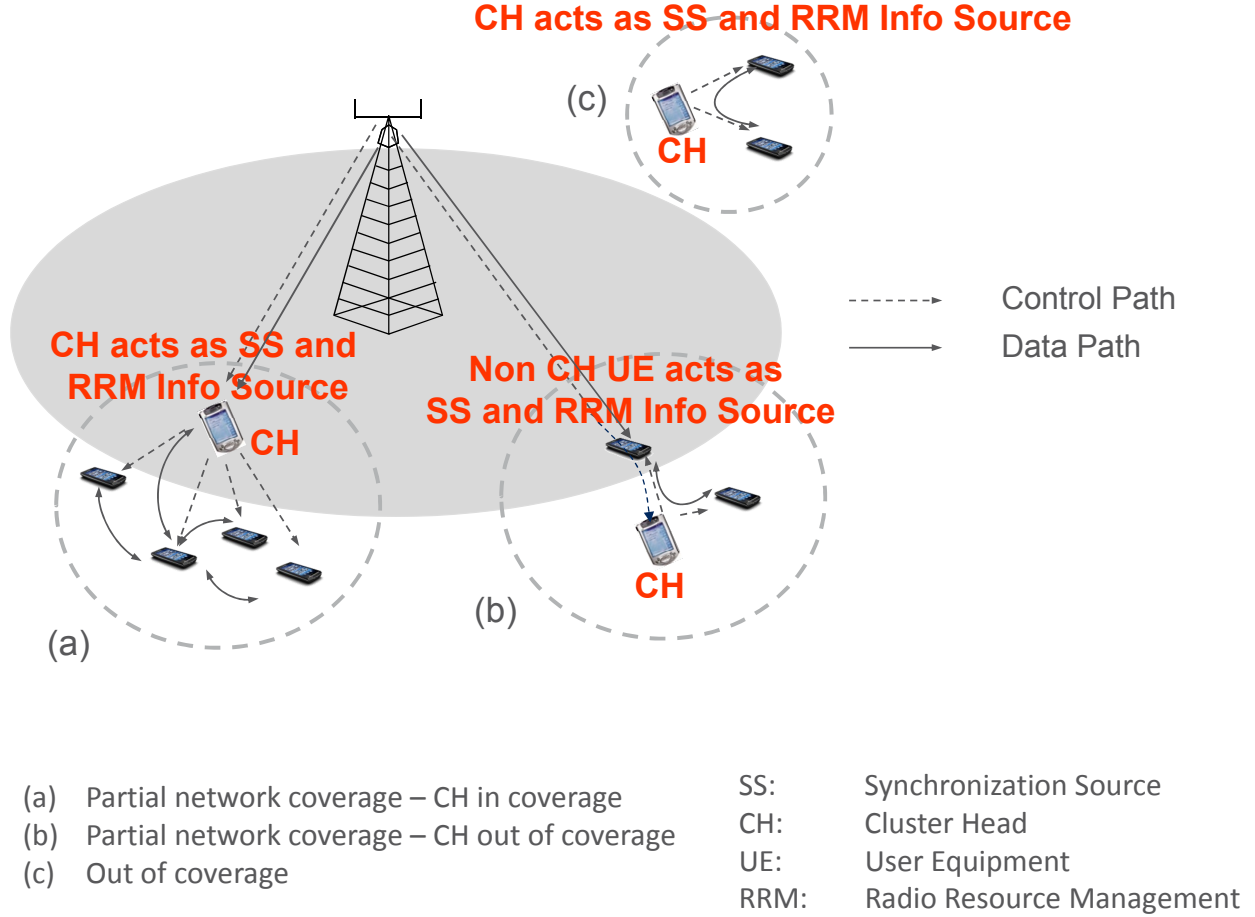 CH acts as SS and RRM Info Source
(c)
CH
Control Path
Data Path
CH acts as SS and
RRM Info Source
CH
Non CH UE acts as
SS and RRM Info Source
CH
(b)
(a)
(a) Partial network coverage – CH in coverage
(b) Partial network coverage – CH out of coverage
(c) Out of coverage
SS: Synchronization Source
CH: Cluster Head
UE: User Equipment
RRM: Radio Resource Management